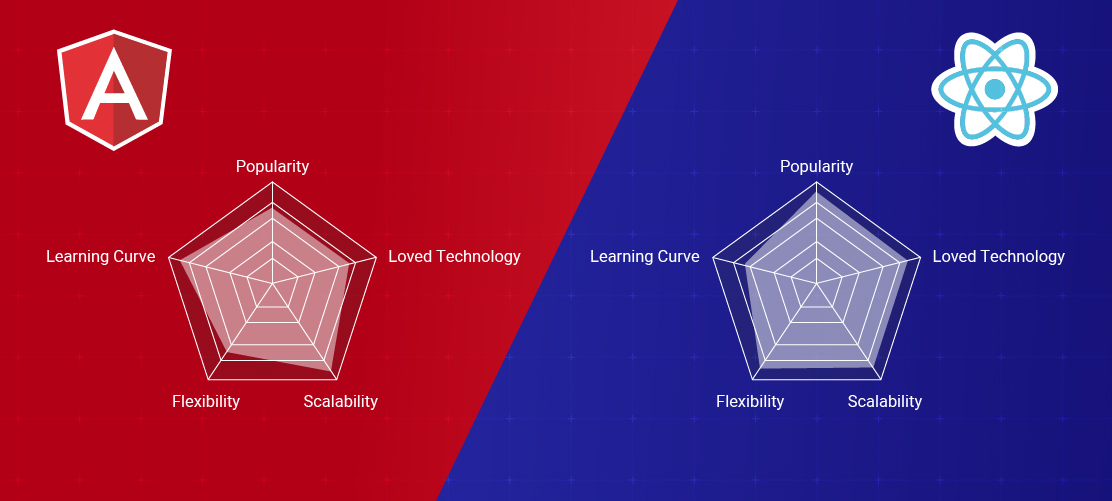 A
Popularity
Learning Curve
Loved Technology
Flexibility
Scalability
Popularity
Learning Curve
Loved Technology
Flexibility
Scalability